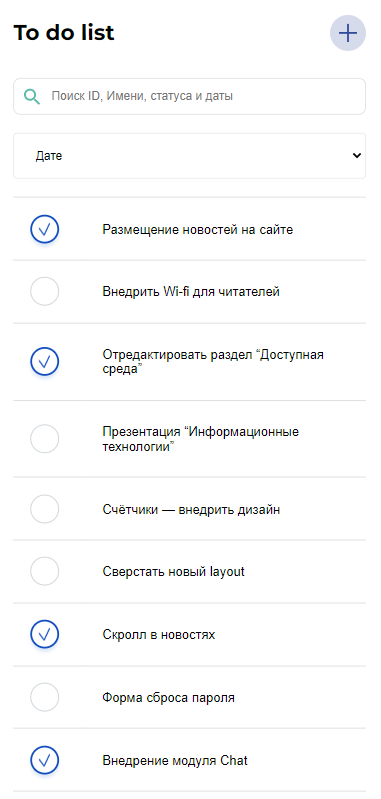 To do list
Поиск ID, Имени, статуса и даты
Дате
Размещение новостей на сайте
Внедрить Wi-fi для читателей
Отредактировать раздел “Доступная
среда”
Презентация “Информационные
технологии”
Счётчики — внедрить дизайн
Сверстать новый layout
Скролл в новостях
Форма сброса пароля
Внедрение модуля Chat